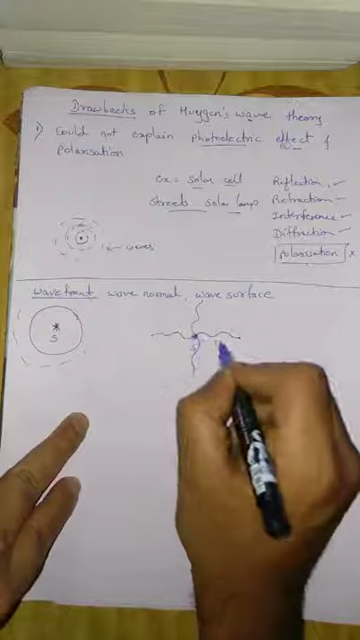 Drawbacks of Huygen's wave theory
1) Could not explain photoelectric effect &
Polarisation
ex = solar cell
streets solar lamp
Reflection, ✓
Refraction ✓
Interference ✓
Diffraction ✓
Polarisation x
← waves
Wavefront wave normal, wave surface
S
S